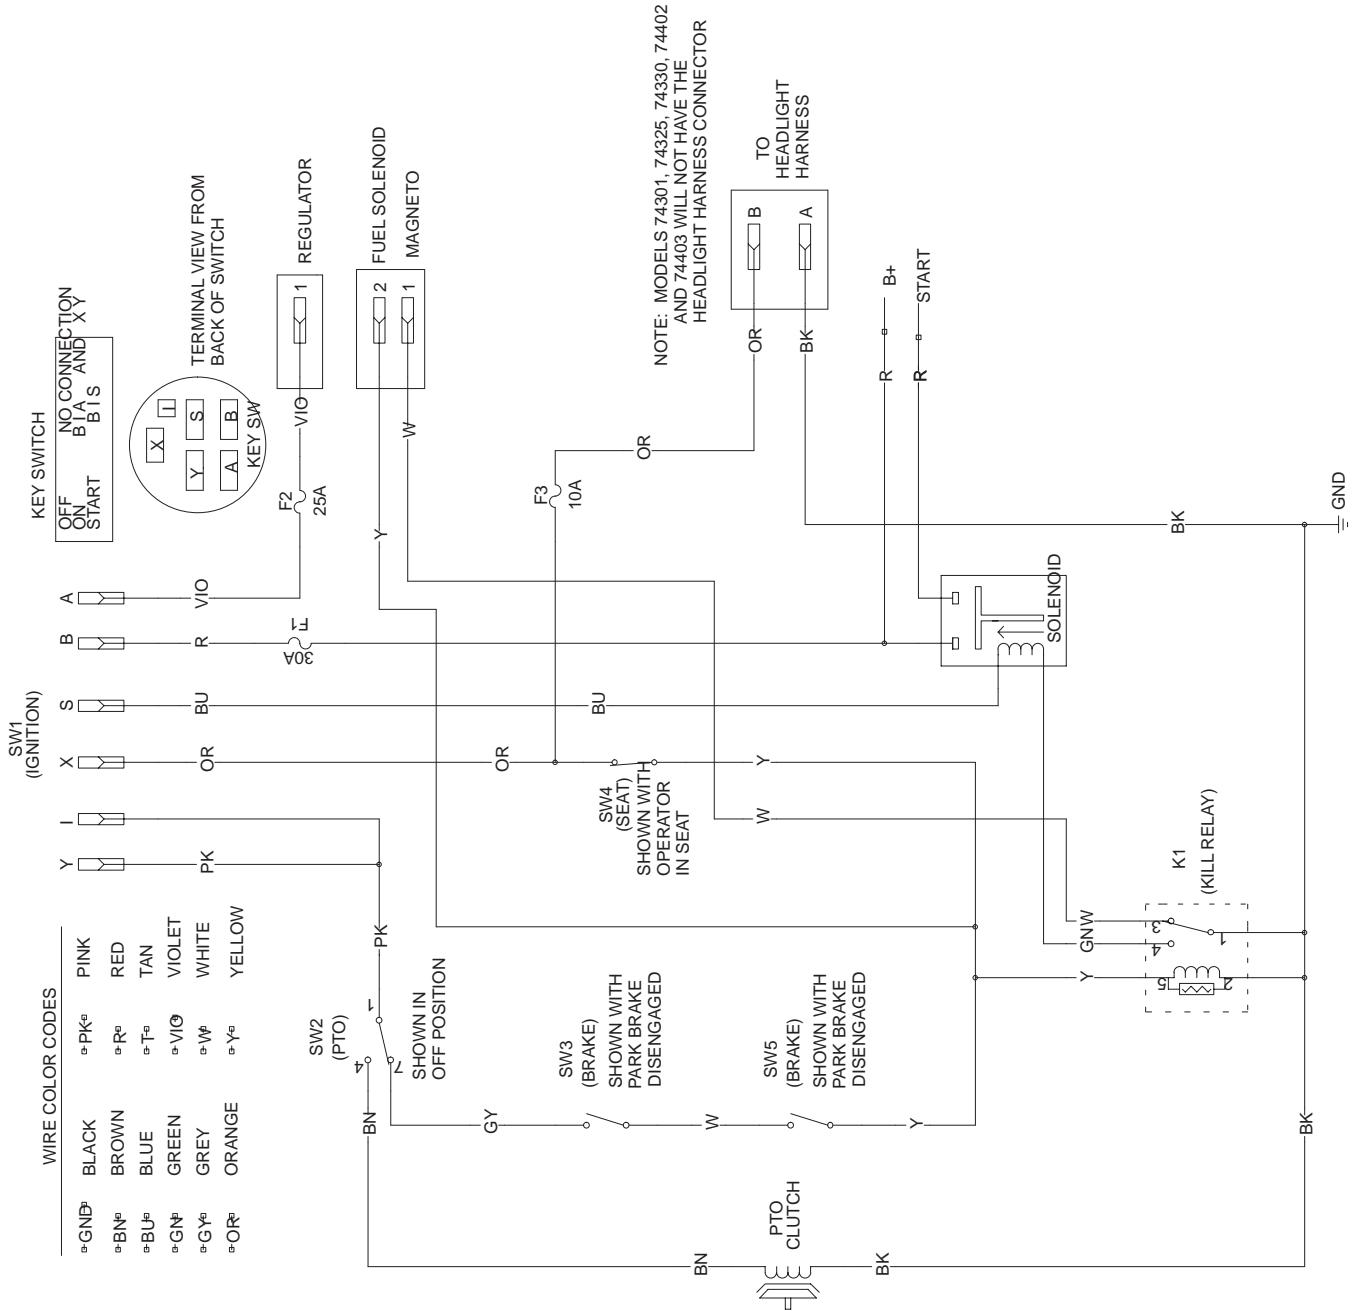 WIRE COLOR CODES
GND BLACK PK PINK
BN BROWN R RED
BU BLUE T TAN
GN GREEN VIO VIOLET
GY GREY W WHITE
OR ORANGE Y YELLOW
SW1
(IGNITION)
Y
I
X
S
B
A
KEY SWITCH
OFF NO CONNECTION
ON B I A AND X Y
START B I S
X
I
Y
S
A
B
KEY SW
TERMINAL VIEW FROM
BACK OF SWITCH
PK
OR
BU
R
VIO
F1
30A
F2
25A
VIO
1
REGULATOR
2
FUEL SOLENOID
1
MAGNETO
Y
W
PK
SW2
(PTO)
1
4
7
SHOWN IN
OFF POSITION
BN
GY
OR
F3
10A
OR
SW3
(BRAKE)
SHOWN WITH
PARK BRAKE
DISENGAGED
W
SW4
(SEAT)
SHOWN WITH
OPERATOR
IN SEAT
BU
SW5
(BRAKE)
SHOWN WITH
PARK BRAKE
DISENGAGED
Y
Y
W
NOTE: MODELS 74301, 74325, 74330, 74402
AND 74403 WILL NOT HAVE THE
HEADLIGHT HARNESS CONNECTOR
OR
BK
B
A
TO
HEADLIGHT
HARNESS
R
B+
R
START
SOLENOID
BN
PTO
CLUTCH
BK
Y
GN
W
K1
(KILL RELAY)
3
4
1
5
2
BK
BK
GND